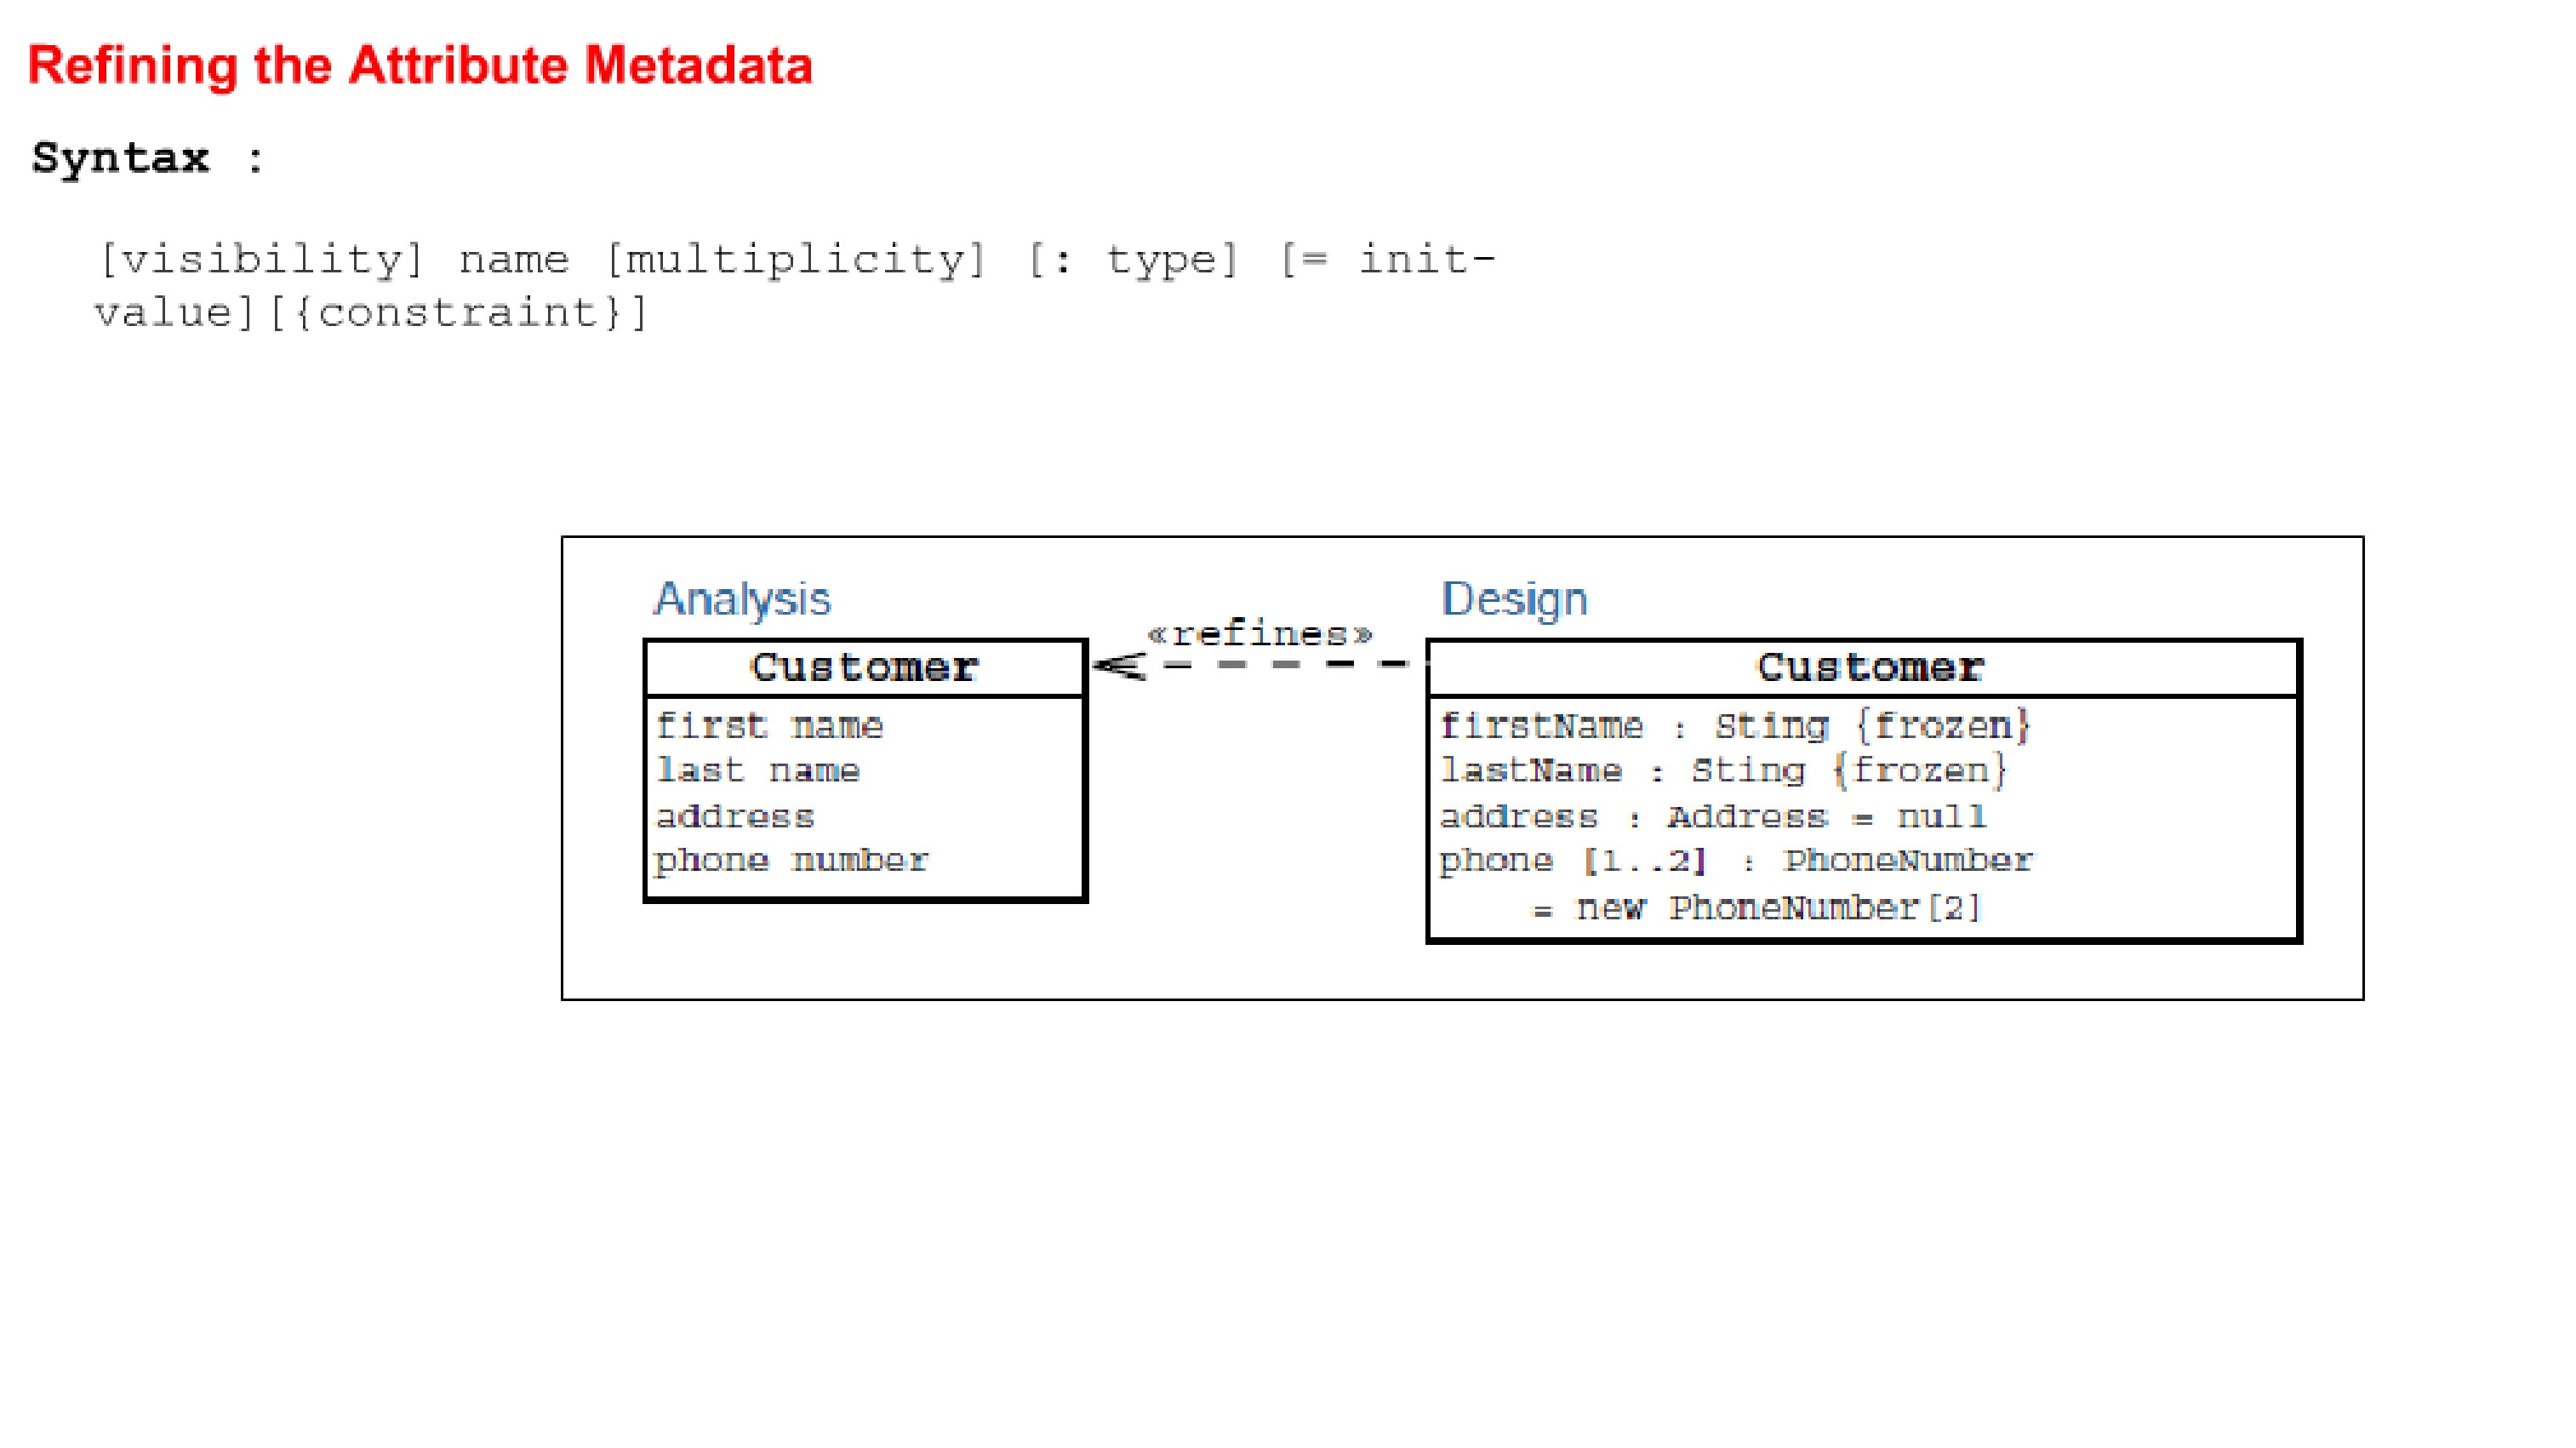 Refining the Attribute Metadata
Syntax :
[visibility] name [multiplicity] [: type] [= init-
value][{constraint}]
Analysis
Design
«refines»
Customer
first name
last name
address
phone number
Customer
firstName : Sting {frozen}
lastName : Sting {frozen}
address : Address = null
phone [1..2] : PhoneNumber
= new PhoneNumber[2]